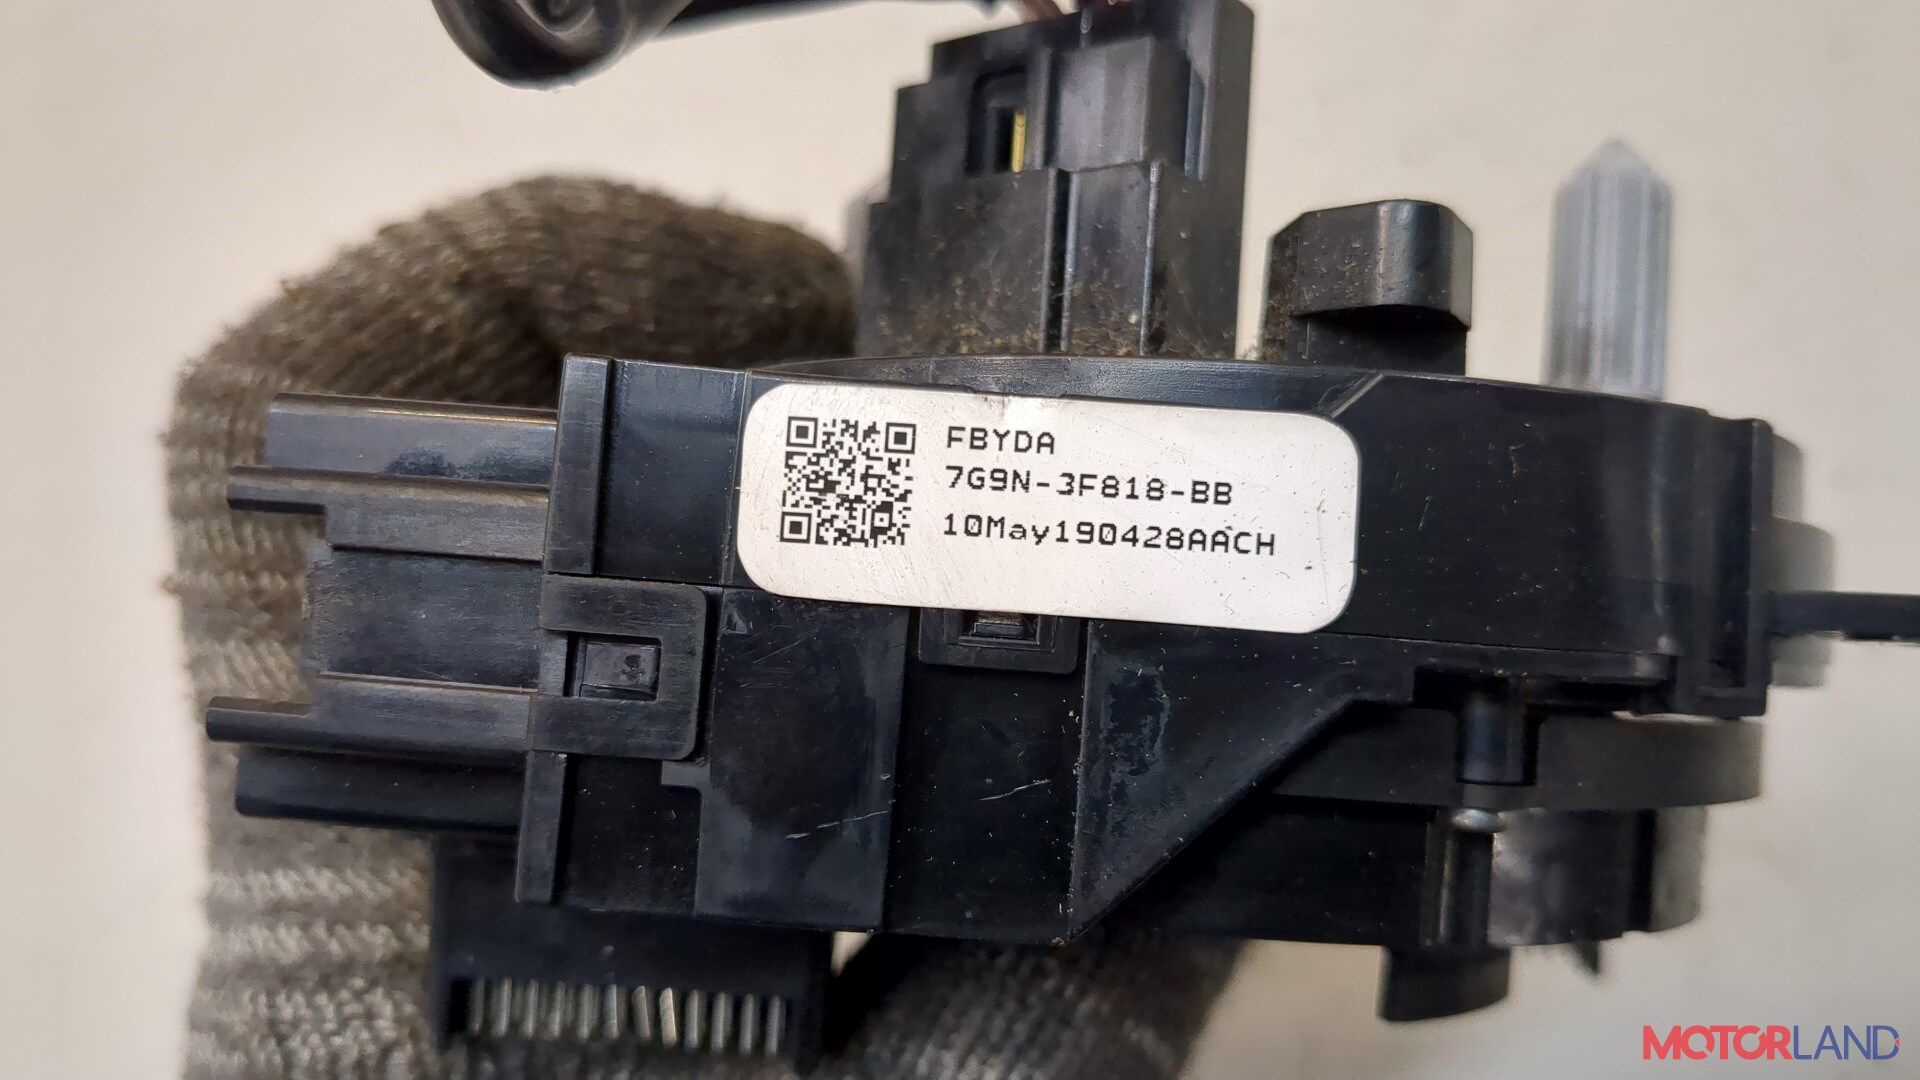 FBYDA
7G9N-3F818-BB
10May190428AACH
MOTORLAND